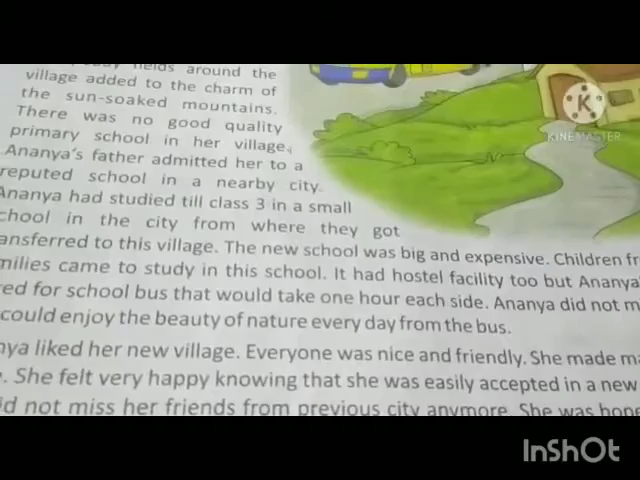 fields around the
village added to the charm of
the sun-soaked mountains.
There was no good quality
primary school in her village.
Ananya's father admitted her to a
reputed school in a nearby city.
Ananya had studied till class 3 in a small
chool in the city from where they got
ansferred to this village. The new school was big and expensive. Children fr
milies came to study in this school. It had hostel facility too but Ananya'
ed for school bus that would take one hour each side. Ananya did not m
could enjoy the beauty of nature every day from the bus.
nya liked her new village. Everyone was nice and friendly. She made ma
. She felt very happy knowing that she was easily accepted in a new
id not miss her friends from previous city anymore. She was hope
K
KINEMASTER
InShOt